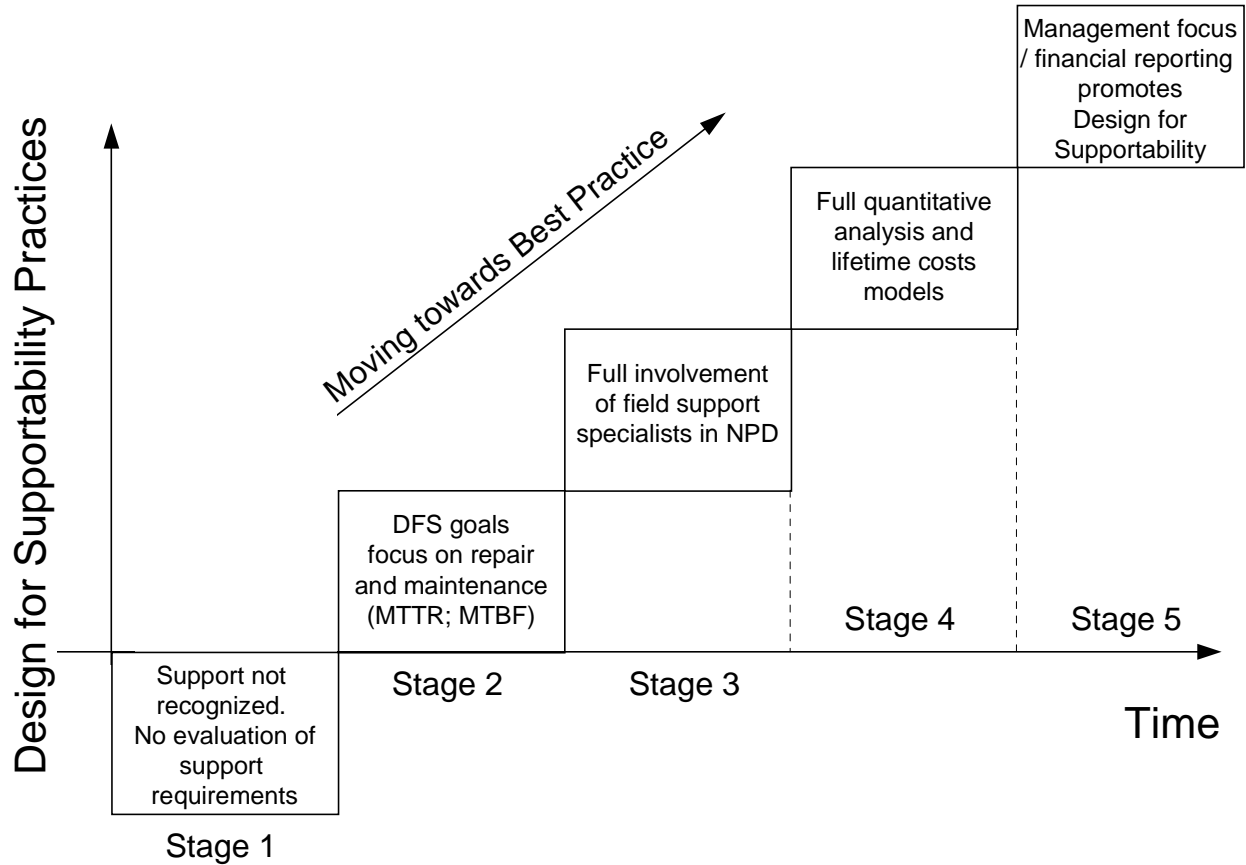 Design for Supportability Practices
Moving towards Best Practice
Management focus
/ financial reporting
promotes
Design for
Supportability
Full quantitative
analysis and
lifetime costs
models
Full involvement
of field support
specialists in NPD
DFS goals
focus on repair
and maintenance
(MTTR; MTBF)
Support not
recognized.
No evaluation of
support
requirements
Stage 1
Stage 2
Stage 3
Stage 4
Stage 5
Time